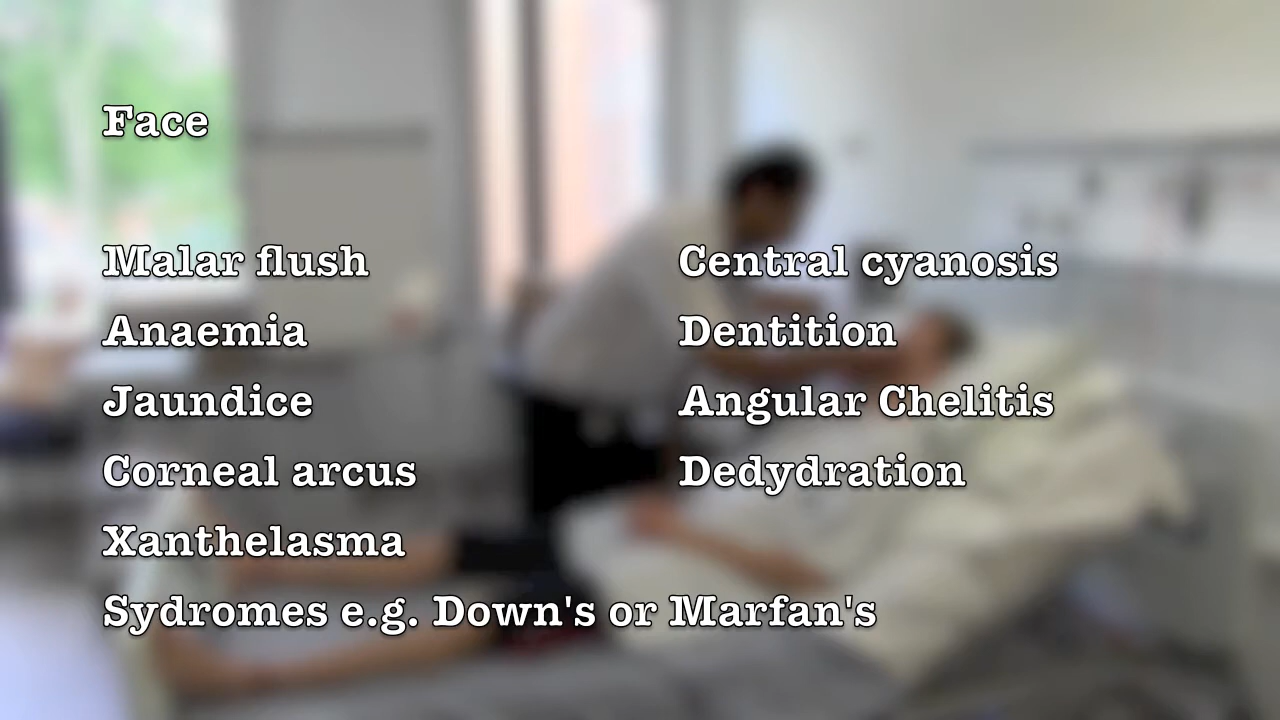 Face
Malar flush
Anaemia
Jaundice
Corneal arcus
Xanthelasma
Sydromes e.g. Down's or Marfan's
Central cyanosis
Dentition
Angular Chelitis
Dedydration